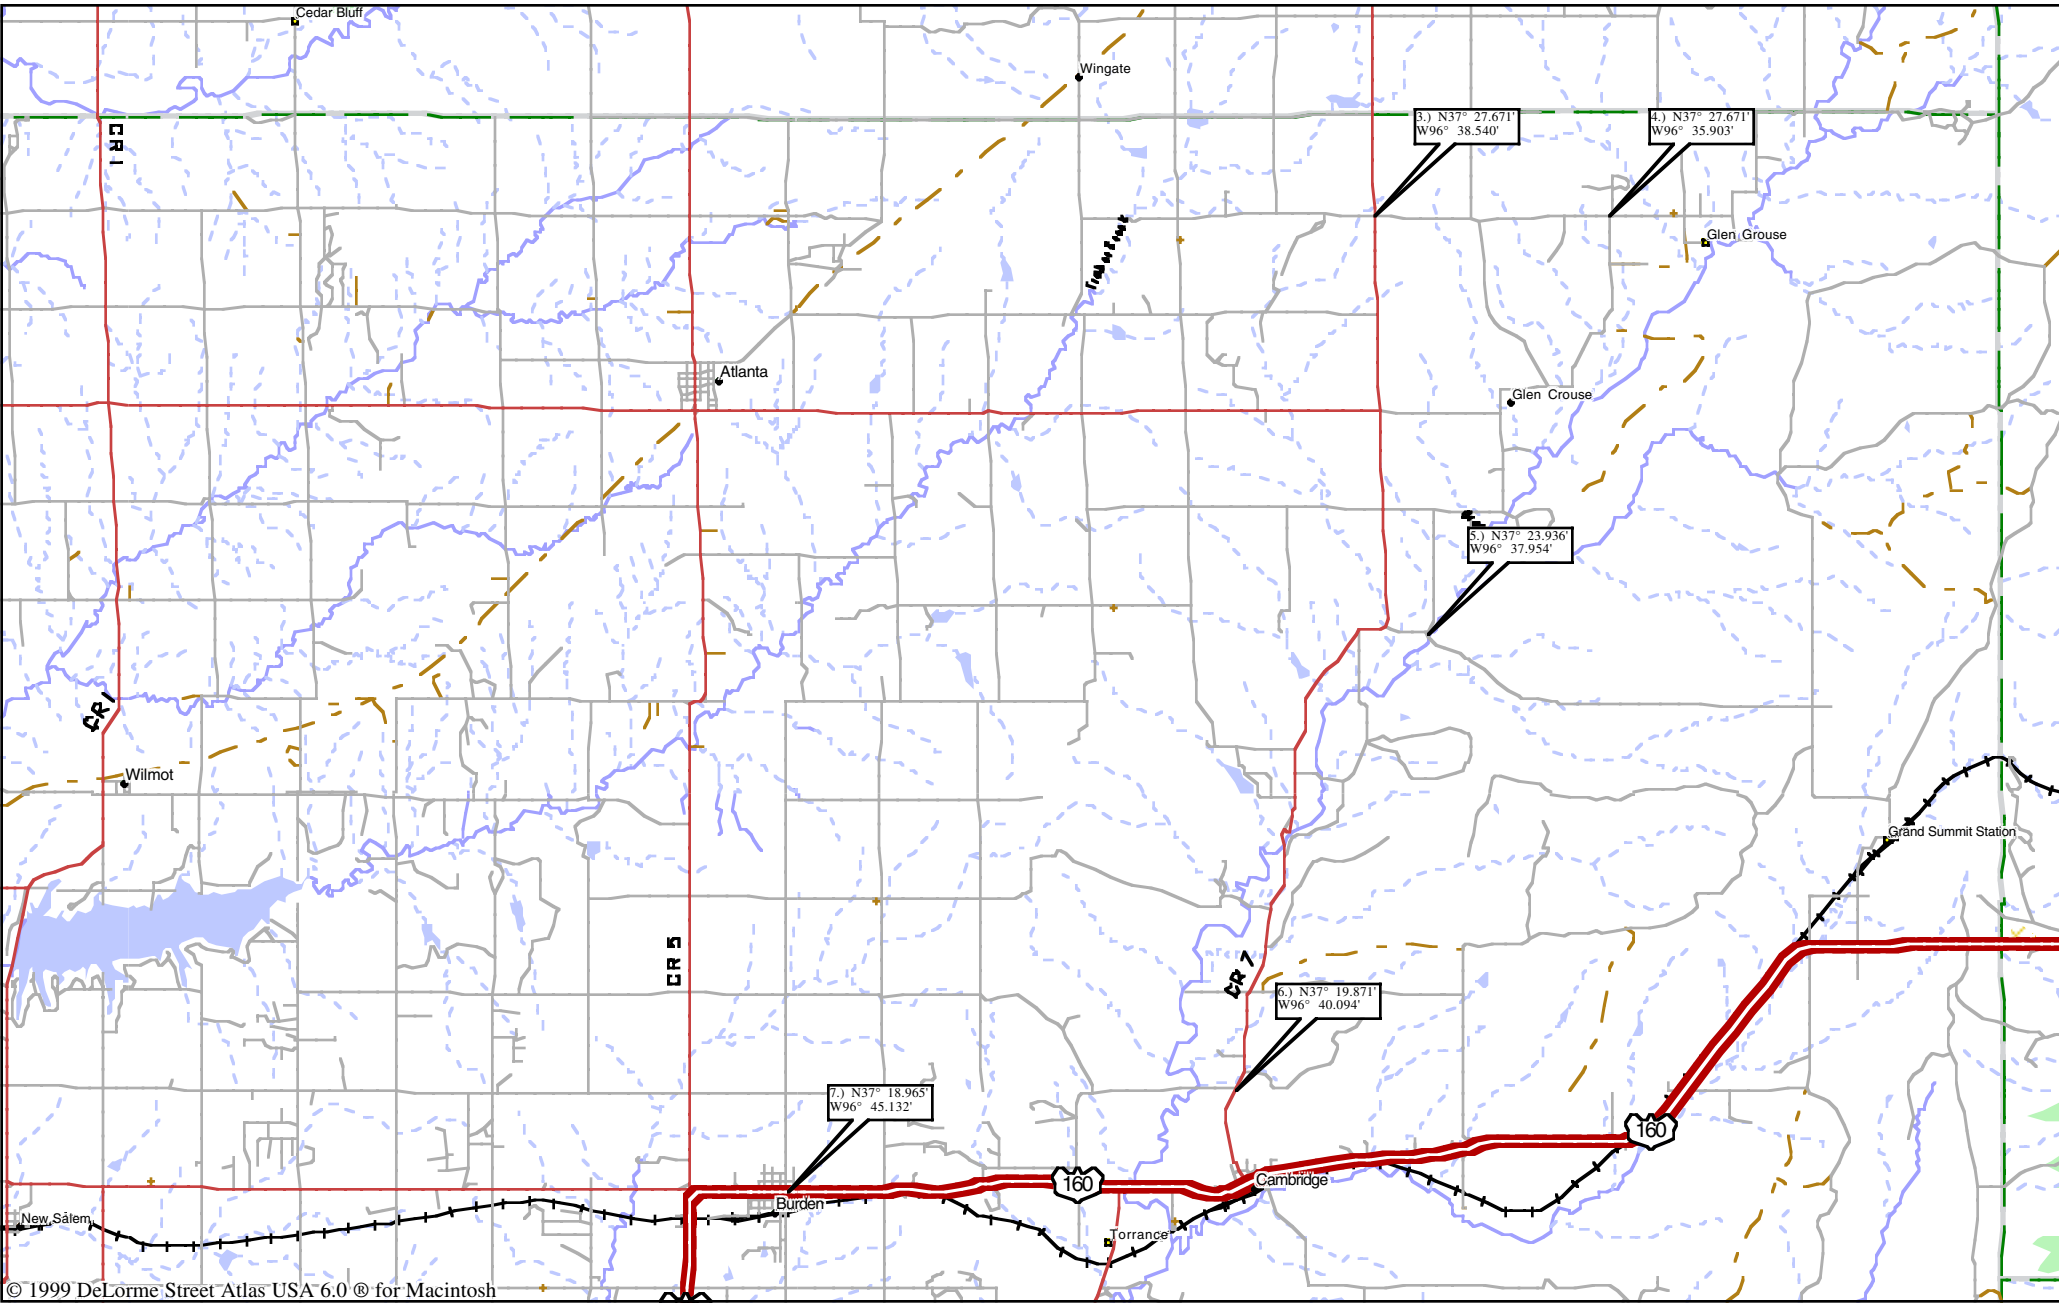 Cedar Bluff
Wingate
CR 1
3.) N37° 27.671'
W96° 38.540'
4.) N37° 27.671'
W96° 35.903'
Glen Grouse
Atlanta
Glen Crouse
5.) N37° 23.936'
W96° 37.954'
CR 1
Wilmot
Grand Summit Station
CR 5
CR 7
6.) N37° 19.871'
W96° 40.094'
7.) N37° 18.965'
W96° 45.132'
160
160
Cambridge
Burden
New Salem
Torrance
© 1999 DeLorme Street Atlas USA 6.0 ® for Macintosh